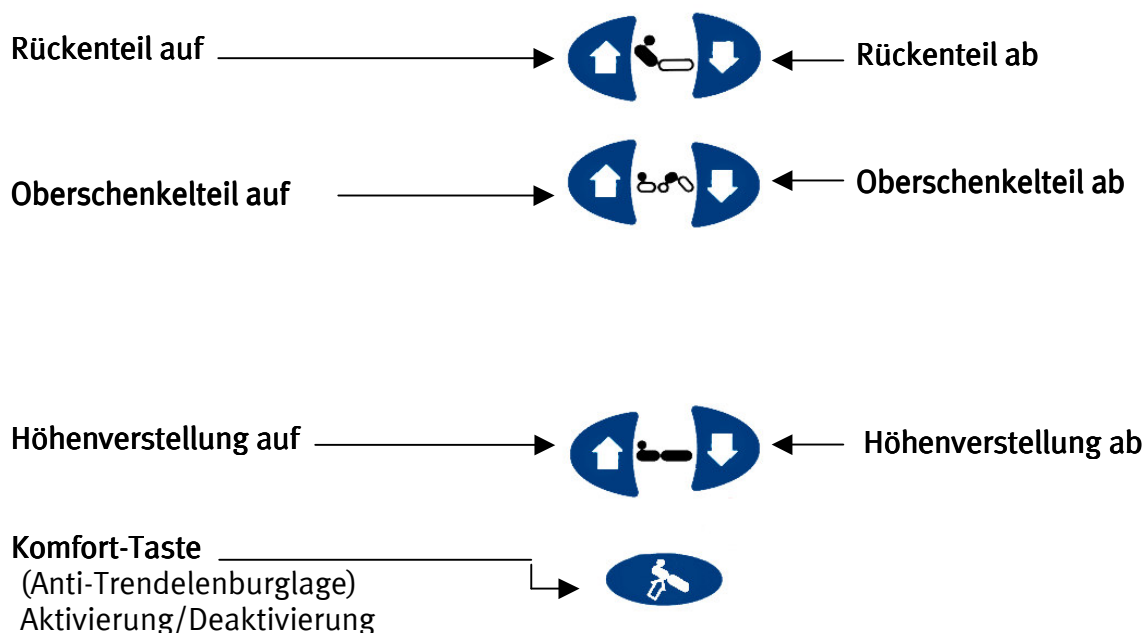 Rückenteil auf
Rückenteil ab
Oberschenkelteil auf
Oberschenkelteil ab
Höhenverstellung auf
Höhenverstellung ab
Komfort-Taste
(Anti-Trendelenburglage)
Aktivierung/Deaktivierung